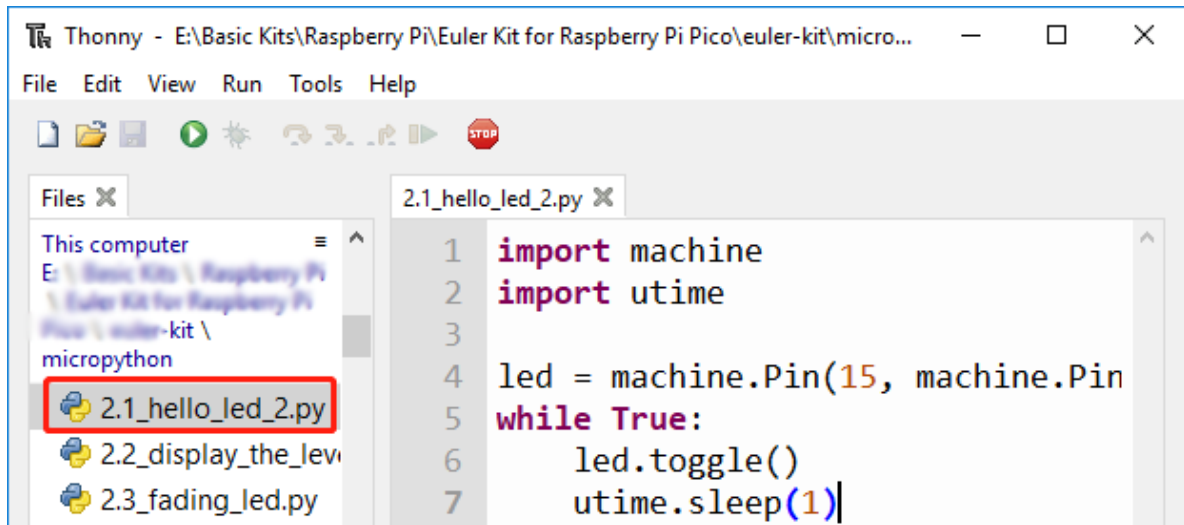 Thonny - E:\Basic Kits\Raspberry Pi\Euler Kit for Raspberry Pi Pico\euler-kit\micro...
File Edit View Run Tools Help
STOP
Files
This computer
E:
-kit \
micropython
2.1_hello_led_2.py
2.2_display_the_leve
2.3_fading_led.py
2.1_hello_led_2.py
1 import machine
2 import utime
3
4 led = machine.Pin(15, machine.Pin
5 while True:
6 led.toggle()
7 utime.sleep(1)